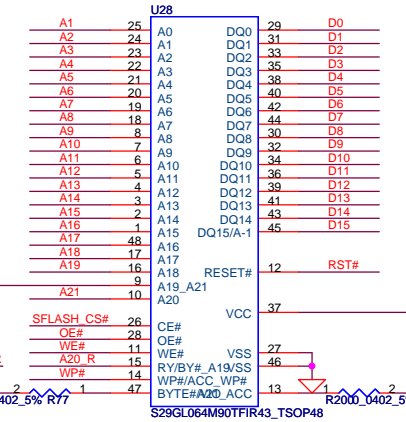 U28
A1 25 A0 DQ0 29 D0
A2 24 A1 DQ1 31 D1
A3 23 A2 DQ2 33 D2
A4 22 A3 DQ3 35 D3
A5 21 A4 DQ4 38 D4
A6 20 A5 DQ5 40 D5
A7 19 A6 DQ6 42 D6
A8 18 A7 DQ7 44 D7
A9 8 A8 DQ8 30 D8
A10 7 A9 DQ9 32 D9
A11 6 A10 DQ10 34 D10
A12 5 A11 DQ11 36 D11
A13 4 A12 DQ12 39 D12
A14 3 A13 DQ13 41 D13
A15 2 A14 DQ14 43 D14
A16 1 A15 DQ15/A-1 45 D15
A17 48 A16
A18 17 A17
A19 16 A18 RESET# 12 RST#
9 A19_A21
A21 10 A20
VCC 37
SFLASH_CS# 26 CE#
OE# 28 OE#
WE# 11 WE# VSS 27
A20_R 15 RY/BY#_A19 VSS 46
WP# 14 WP#/ACC_WP#
2 1 47 BYTE# 13 1 2
402_5% R77 R2000_0402_5
S29GL064M90TFIR43_TSOP48